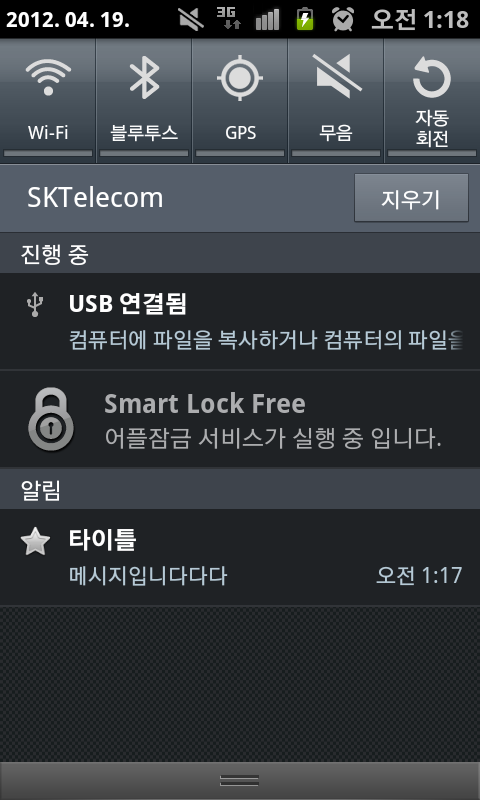 2012. 04. 19. 3G 오전 1:18
Wi-Fi 블루투스 GPS 무음 자동
회전
SKTelecom 지우기
진행 중
USB 연결됨
컴퓨터에 파일을 복사하거나 컴퓨터의 파일을
Smart Lock Free
어플잠금 서비스가 실행 중 입니다.
알림
타이틀
메시지입니다다다 오전 1:17